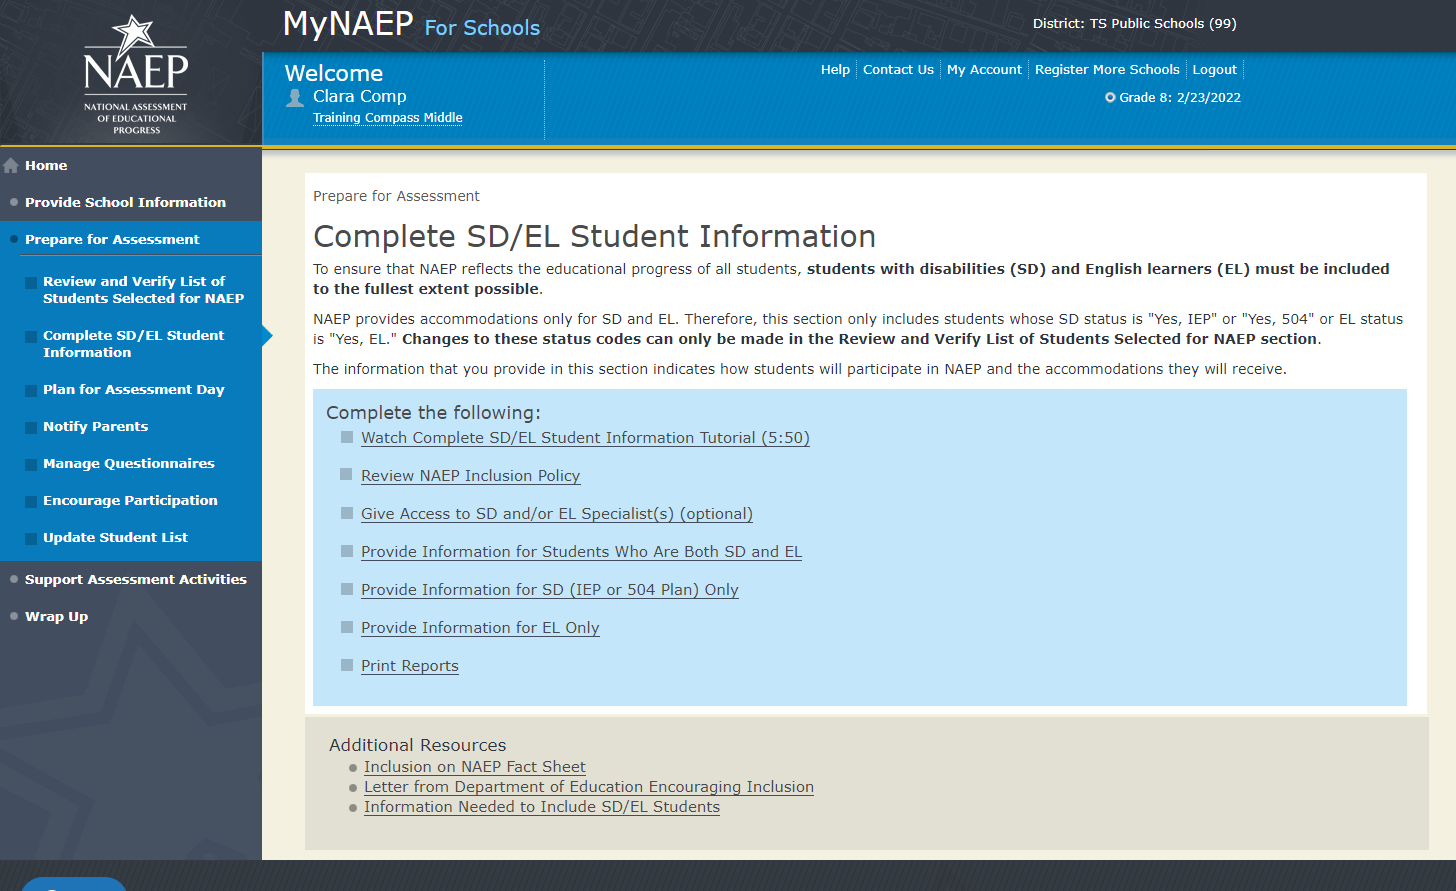 NAEP
NATIONAL ASSESSMENT
OF EDUCATIONAL
PROGRESS
MyNAEP For Schools
District: TS Public Schools (99)
Welcome
Clara Comp
Training Compass Middle
Help Contact Us My Account Register More Schools Logout
Grade 8: 2/23/2022
Home
Provide School Information
Prepare for Assessment
Review and Verify List of
Students Selected for NAEP
Complete SD/EL Student
Information
Plan for Assessment Day
Notify Parents
Manage Questionnaires
Encourage Participation
Update Student List
Support Assessment Activities
Wrap Up
Prepare for Assessment
Complete SD/EL Student Information
To ensure that NAEP reflects the educational progress of all students, students with disabilities (SD) and English learners (EL) must be included
to the fullest extent possible.
NAEP provides accommodations only for SD and EL. Therefore, this section only includes students whose SD status is "Yes, IEP" or "Yes, 504" or EL status
is "Yes, EL." Changes to these status codes can only be made in the Review and Verify List of Students Selected for NAEP section.
The information that you provide in this section indicates how students will participate in NAEP and the accommodations they will receive.
Complete the following:
Watch Complete SD/EL Student Information Tutorial (5:50)
Review NAEP Inclusion Policy
Give Access to SD and/or EL Specialist(s) (optional)
Provide Information for Students Who Are Both SD and EL
Provide Information for SD (IEP or 504 Plan) Only
Provide Information for EL Only
Print Reports
Additional Resources
Inclusion on NAEP Fact Sheet
Letter from Department of Education Encouraging Inclusion
Information Needed to Include SD/EL Students